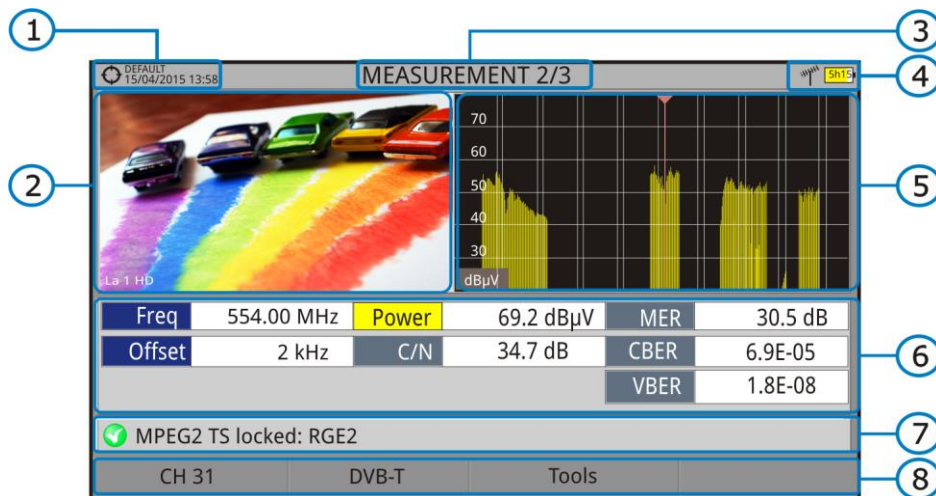 1
3
DEFAULT
15/04/2015 13:58
MEASUREMENT 2/3
5h15
4
2
La 1 HD
70
60
50
40
30
dBµV
5
Freq 554.00 MHz Power 69.2 dBµV MER 30.5 dB
Offset 2 kHz C/N 34.7 dB CBER 6.9E-05
VBER 1.8E-08
6
MPEG2 TS locked: RGE2
7
CH 31 DVB-T Tools
8